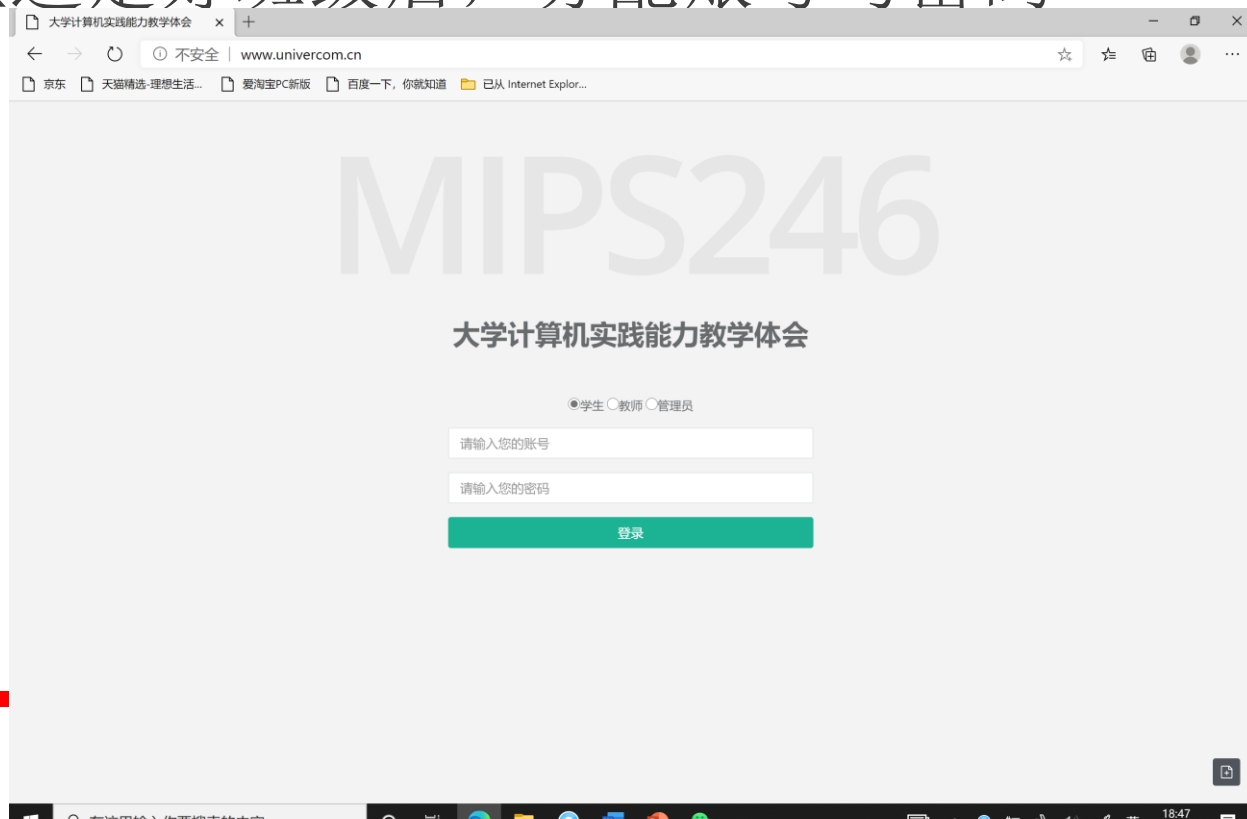 大学计算机实践能力教学体会
不安全 | www.univercom.cn
京东 天猫精选-理想生活... 爱淘宝PC新版 百度一下，你就知道 已从 Internet Explor...
MIPS246
大学计算机实践能力教学体会
学生 教师 管理员
请输入您的账号
请输入您的密码
登录
18:47